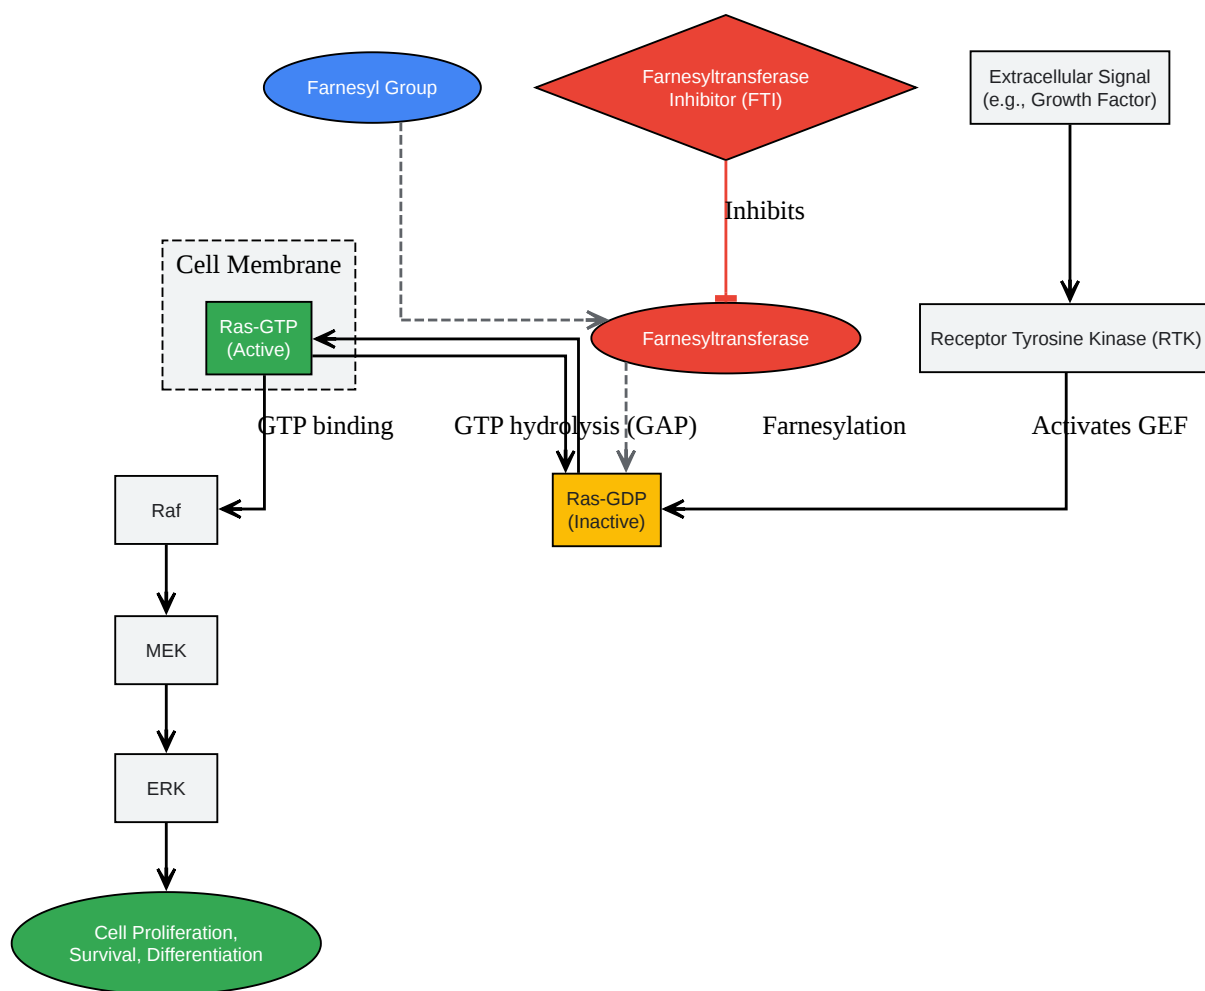 Farnesyl Group
Farnesyltransferase
Inhibitor (FTI)
Extracellular Signal
(e.g., Growth Factor)
Inhibits
Cell Membrane
Ras-GTP
(Active)
Farnesyltransferase
Receptor Tyrosine Kinase (RTK)
GTP binding
GTP hydrolysis (GAP)
Farnesylation
Activates GEF
Raf
Ras-GDP
(Inactive)
MEK
ERK
Cell Proliferation,
Survival, Differentiation